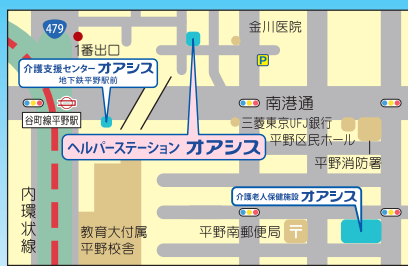 479
1番出口
金川医院
P
介護支援センター オアシス
地下鉄平野駅前
谷町線平野駅
南港通
三菱東京UFJ銀行
平野区民ホール
平野消防署
ヘルパーステーション オアシス
内環状線
教育大付属
平野校舎
介護老人保健施設 オアシス
平野南郵便局
〒